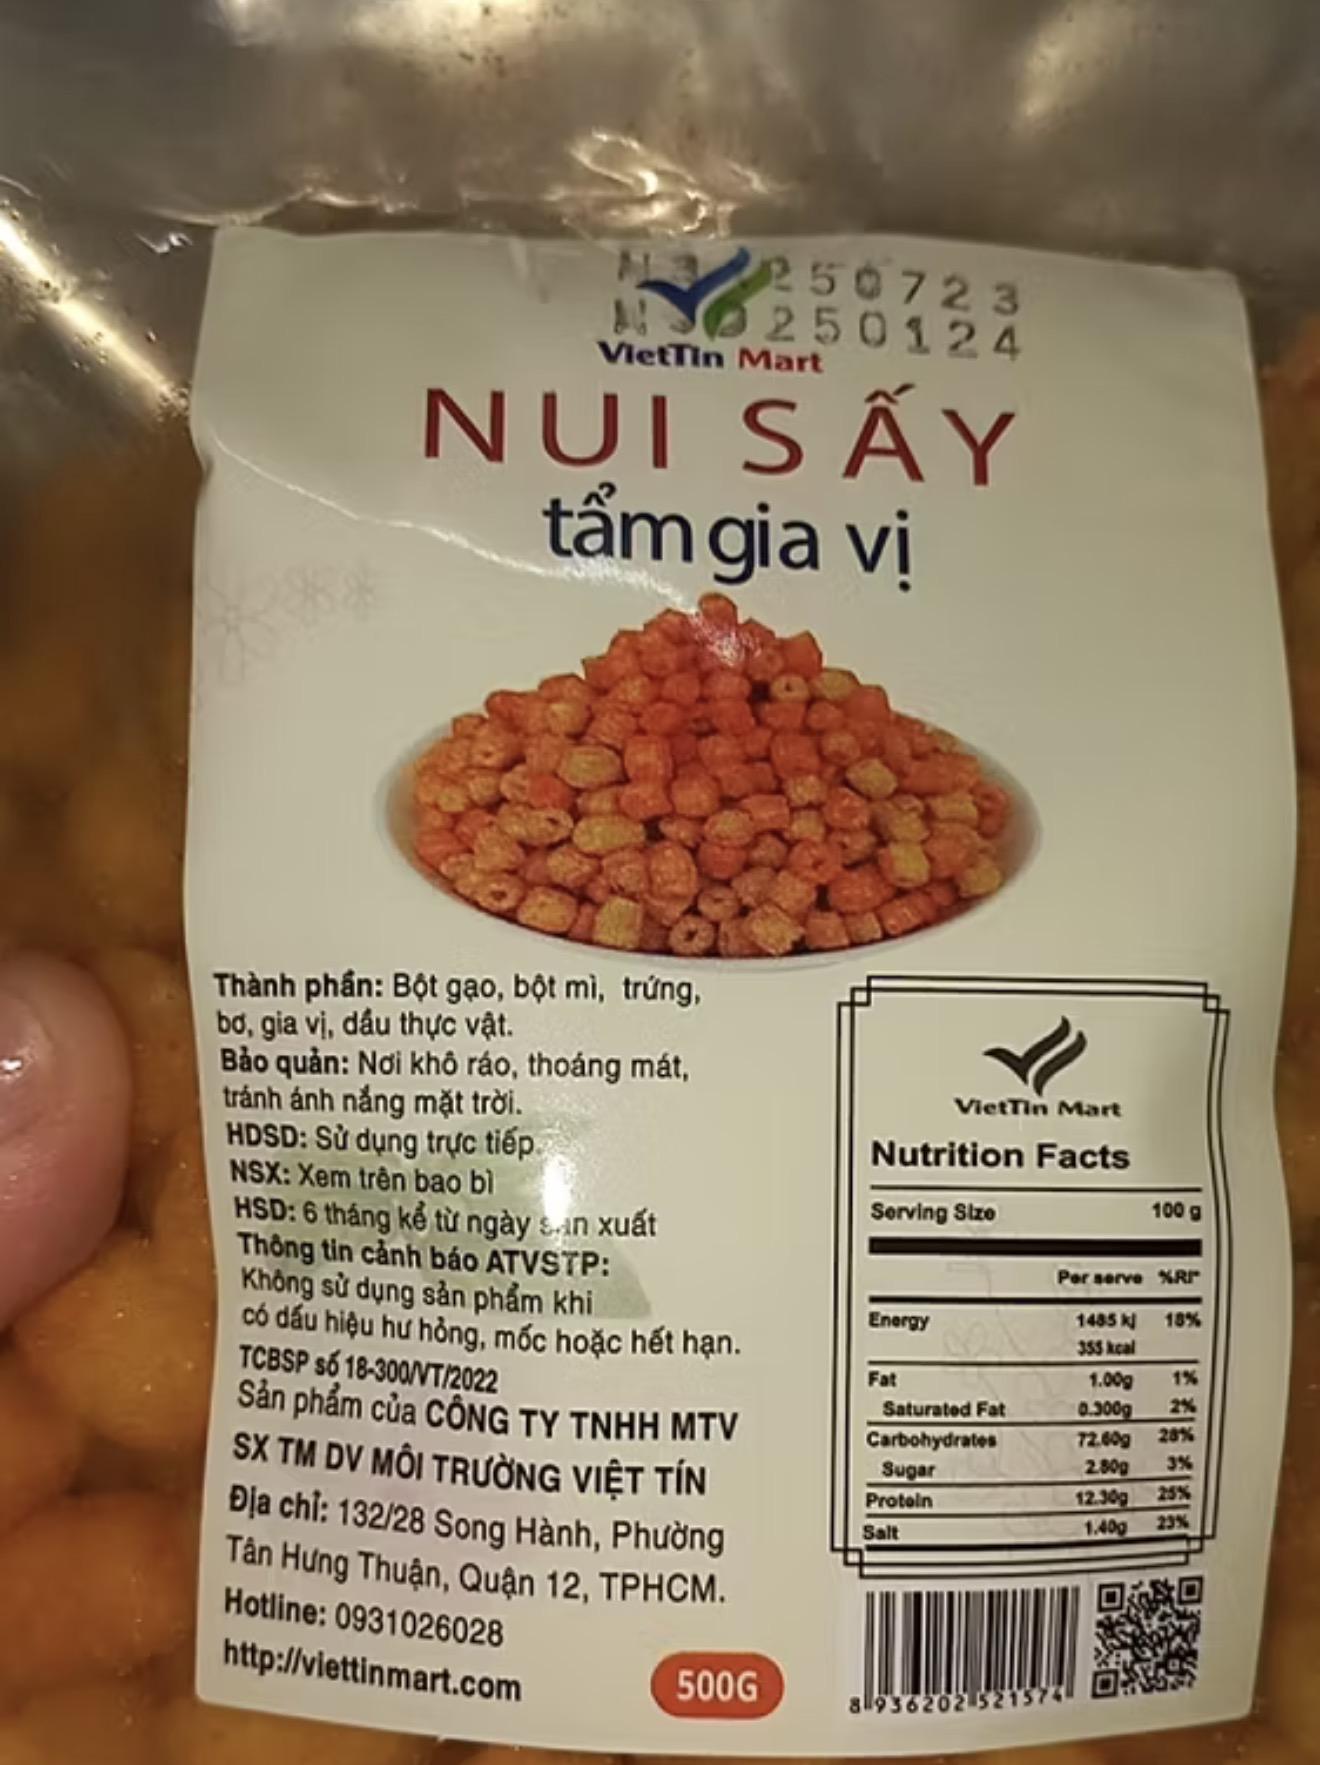 250723
250124
VietTin Mart
NUI SẤY
tẩm gia vị
Thành phần: Bột gạo, bột mì, trứng,
bơ, gia vị, dầu thực vật.
Bảo quản: Nơi khô ráo, thoáng mát,
tránh ánh nắng mặt trời.
HDSD: Sử dụng trực tiếp.
NSX: Xem trên bao bì
HSD: 6 tháng kể từ ngày sản xuất
Thông tin cảnh báo ATVSTP:
Không sử dụng sản phẩm khi
có dấu hiệu hư hỏng, mốc hoặc hết hạn.
TCBSP số 18-300/VT/2022
Sản phẩm của CÔNG TY TNHH MTV
SX TM DV MÔI TRƯỜNG VIỆT TÍN
Địa chỉ: 132/28 Song Hành, Phường
Tân Hưng Thuận, Quận 12, TPHCM.
Hotline: 0931026028
http://viettinmart.com
500G
VietTin Mart
Nutrition Facts
Serving Size 100 g
Per serve %RI*
Energy 1485 kj 18%
355 kcal
Fat 1.00g 1%
Saturated Fat 0.300g 2%
Carbohydrates 72.60g 28%
Sugar 2.80g 3%
Protein 12.30g 25%
Salt 1.40g 23%
8 936202 521574